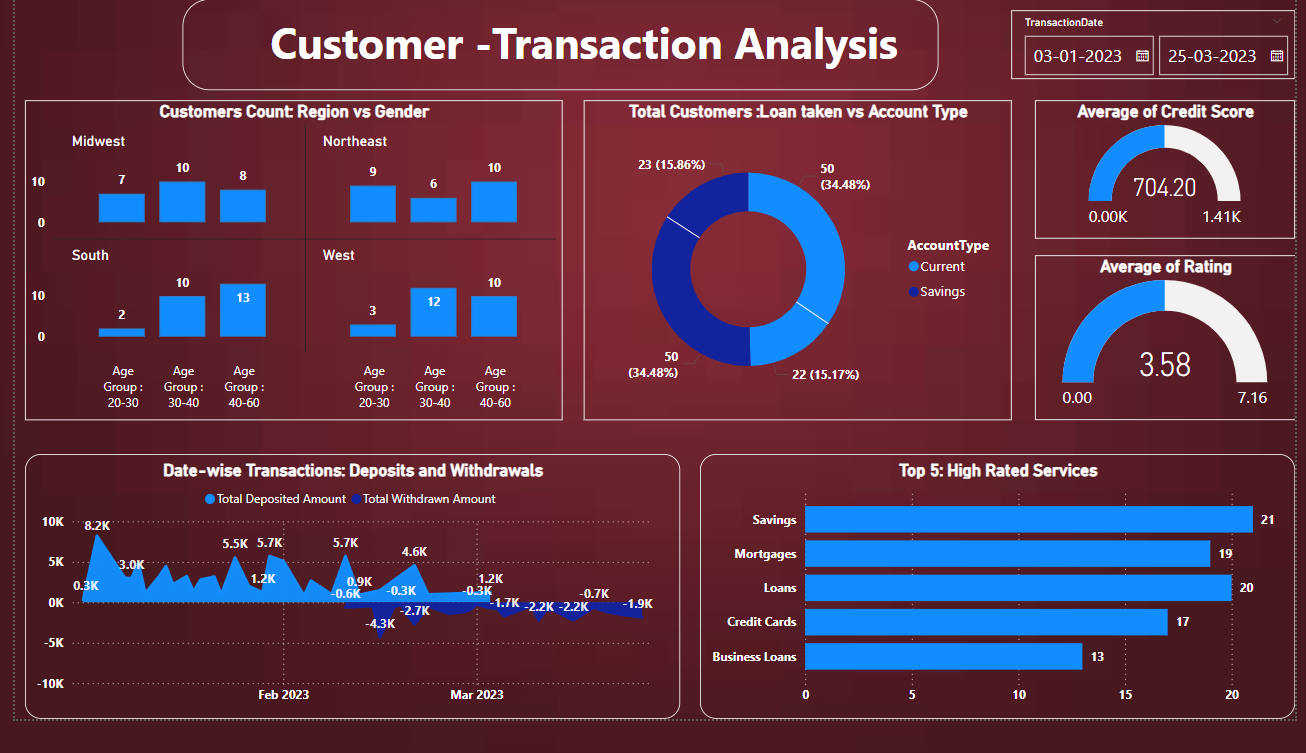 Customer -Transaction Analysis
TransactionDate
03-01-2023 25-03-2023
Customers Count: Region vs Gender
Midwest
Northeast
10
0
7
10
8
9
6
10
South
West
10
0
2
10
13
3
12
10
Age Group : 20-30
Age Group : 30-40
Age Group : 40-60
Age Group : 20-30
Age Group : 30-40
Age Group : 40-60
Total Customers :Loan taken vs Account Type
23 (15.86%)
50
(34.48%)
50
(34.48%)
22 (15.17%)
AccountType
Current
Savings
Average of Credit Score
704.20
0.00K
1.41K
Average of Rating
3.58
0.00
7.16
Date-wise Transactions: Deposits and Withdrawals
Total Deposited Amount Total Withdrawn Amount
10K
5K
0K
-5K
-10K
0.3K
8.2K
3.0K
5.5K
1.2K
5.7K
5.7K
-0.6K
0.9K
-4.3K
-0.3K
4.6K
-2.7K
-0.3K
1.2K
-1.7K
-2.2K
-2.2K
-0.7K
-1.9K
Feb 2023
Mar 2023
Top 5: High Rated Services
Savings 21
Mortgages 19
Loans 20
Credit Cards 17
Business Loans 13
0 5 10 15 20